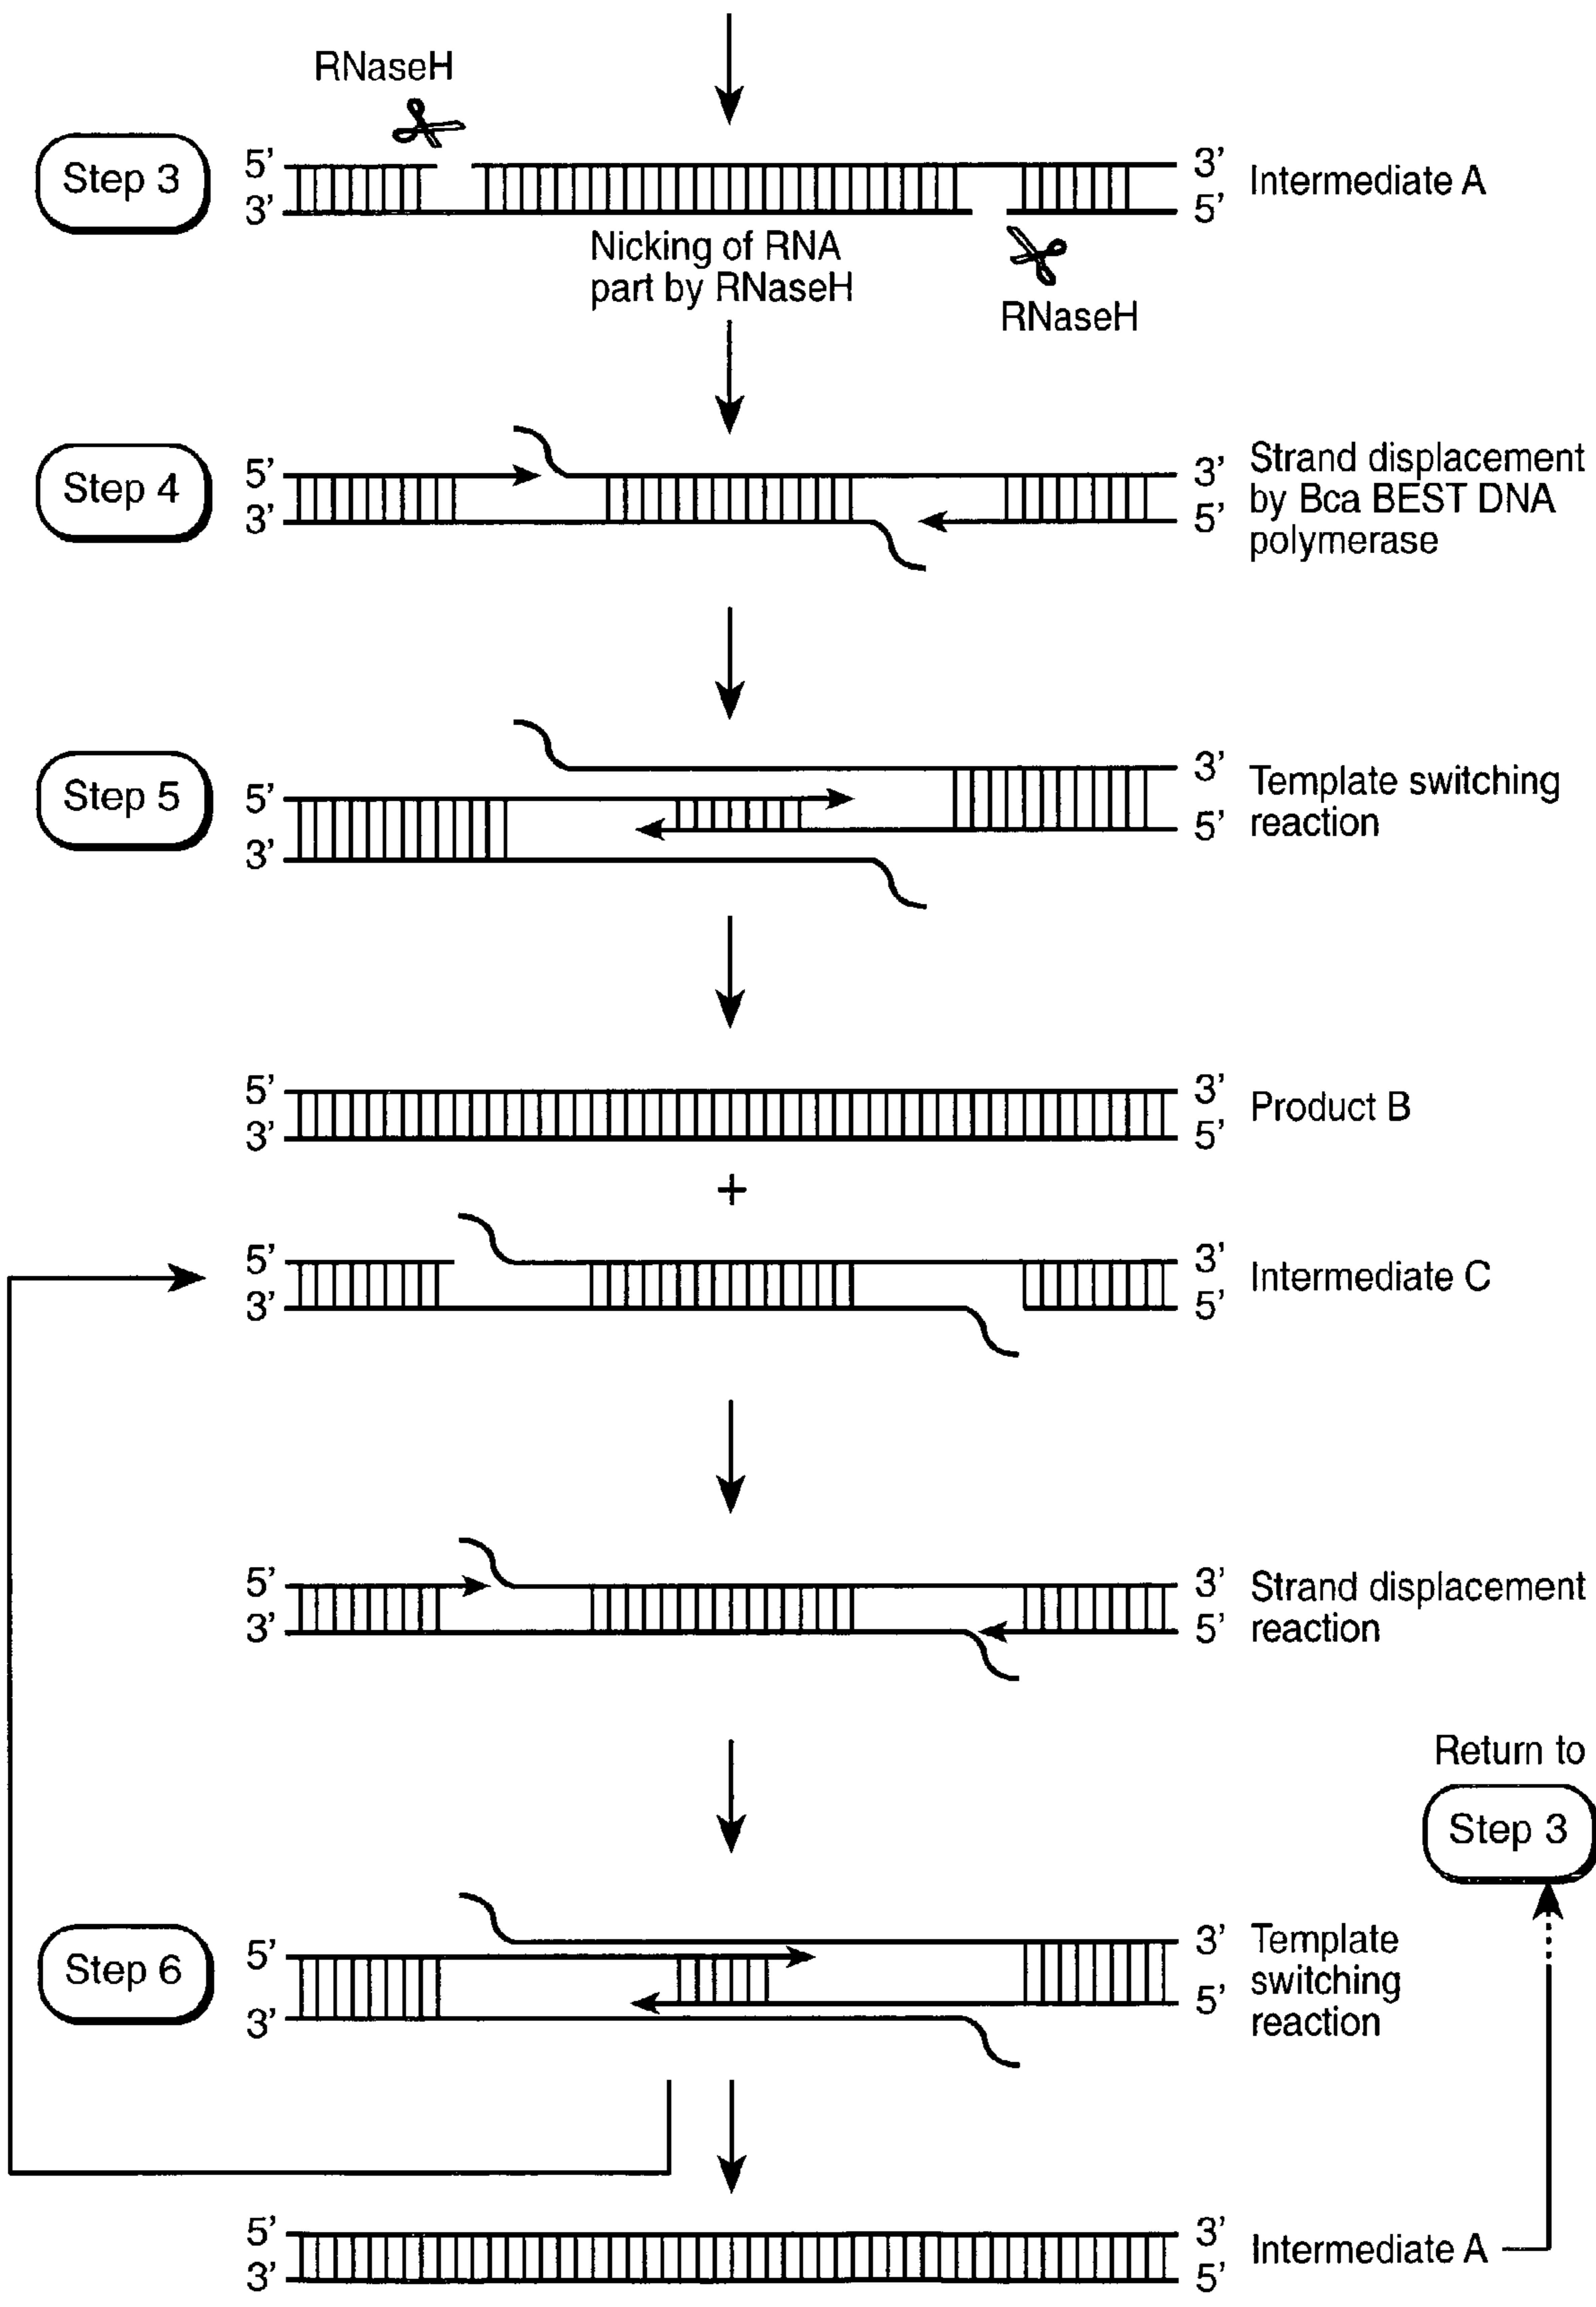 RNaseH
Step 3
5’
3’
3’
5’
Intermediate A
Nicking of RNA
part by RNaseH
RNaseH
Step 4
5’
3’
3’
5’
Strand displacement
by Bca BEST DNA
polymerase
Step 5
5’
3’
3’
5’
Template switching
reaction
5’
3’
3’
5’
Product B
+
5’
3’
3’
5’
Intermediate C
5’
3’
3’
5’
Strand displacement
reaction
Return to
Step 3
Step 6
5’
3’
3’
5’
Template
switching
reaction
5’
3’
3’
5’
Intermediate A